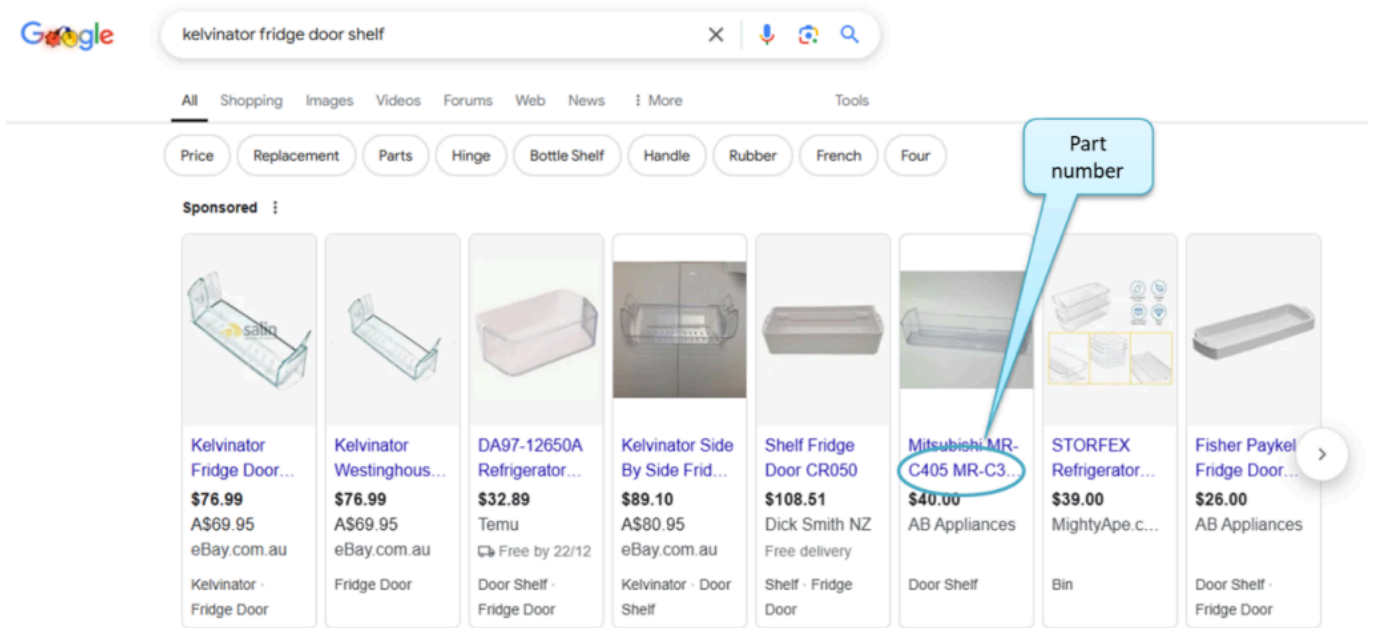 Google
kelvinator fridge door shelf
All Shopping Images Videos Forums Web News More Tools
Price Replacement Parts Hinge Bottle Shelf Handle Rubber French Four
Part
number
Sponsored
salin
Kelvinator
Fridge Door...
$76.99
A$69.95
eBay.com.au
Kelvinator ·
Fridge Door
Kelvinator
Westinghous...
$76.99
A$69.95
eBay.com.au
Fridge Door
DA97-12650A
Refrigerator...
$32.89
Temu
Free by 22/12
Door Shelf ·
Fridge Door
Kelvinator Side
By Side Frid...
$89.10
A$80.95
eBay.com.au
Kelvinator · Door
Shelf
Shelf Fridge
Door CR050
$108.51
Dick Smith NZ
Free delivery
Shelf · Fridge
Door
Mitsubishi MR-
C405 MR-C3...
$40.00
AB Appliances
Door Shelf
STORFEX
Refrigerator...
$39.00
MightyApe.c...
Bin
Fisher Paykel
Fridge Door...
$26.00
AB Appliances
Door Shelf ·
Fridge Door